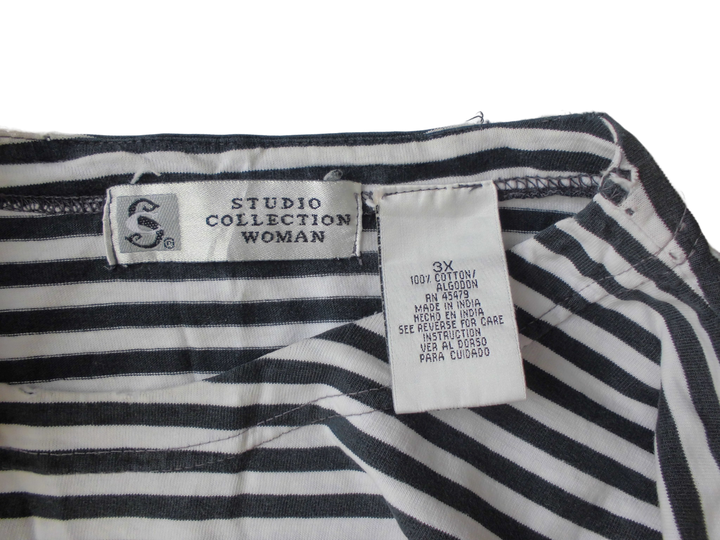 S©
STUDIO
COLLECTION
WOMAN
3X
100% COTTON/
ALGODON
RN 45479
MADE IN INDIA
HECHO EN INDIA
SEE REVERSE FOR CARE
INSTRUCTION
VER AL DORSO
PARA CUIDADO